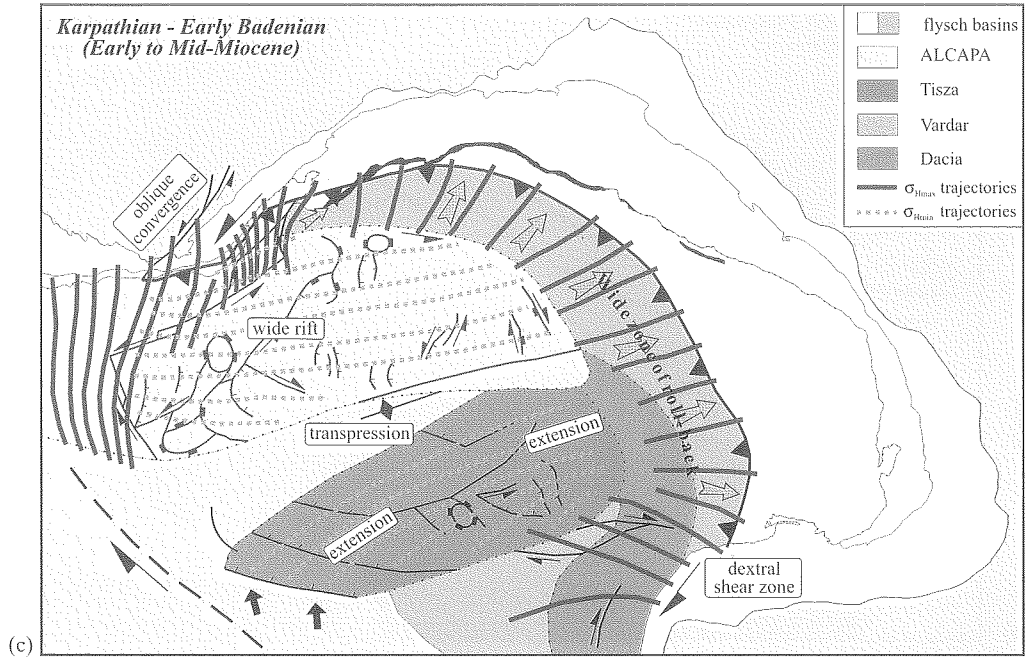 Karpathian - Early Badenian
(Early to Mid-Miocene)
flysch basins
ALCAPA
Tisza
Vardar
Dacia
σHmax trajectories
σHmin trajectories
oblique
convergence
wide rift
Wide zone of roll-back
transpression
extension
extension
dextral
shear zone
(c)